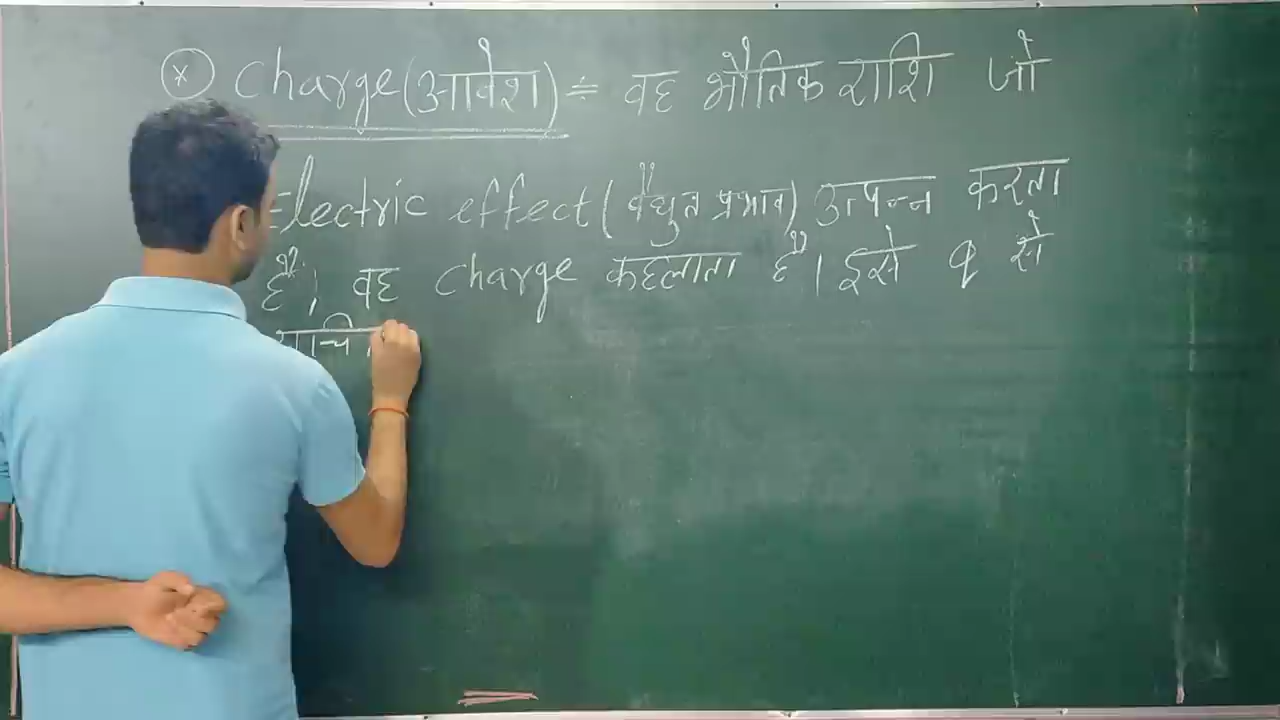 * Charge (आवेश) ÷ वह भौतिक राशि जो
Electric effect (वैधुत प्रभाव) उत्पन्न करता
है, वह Charge कहलाता है। इसे q से